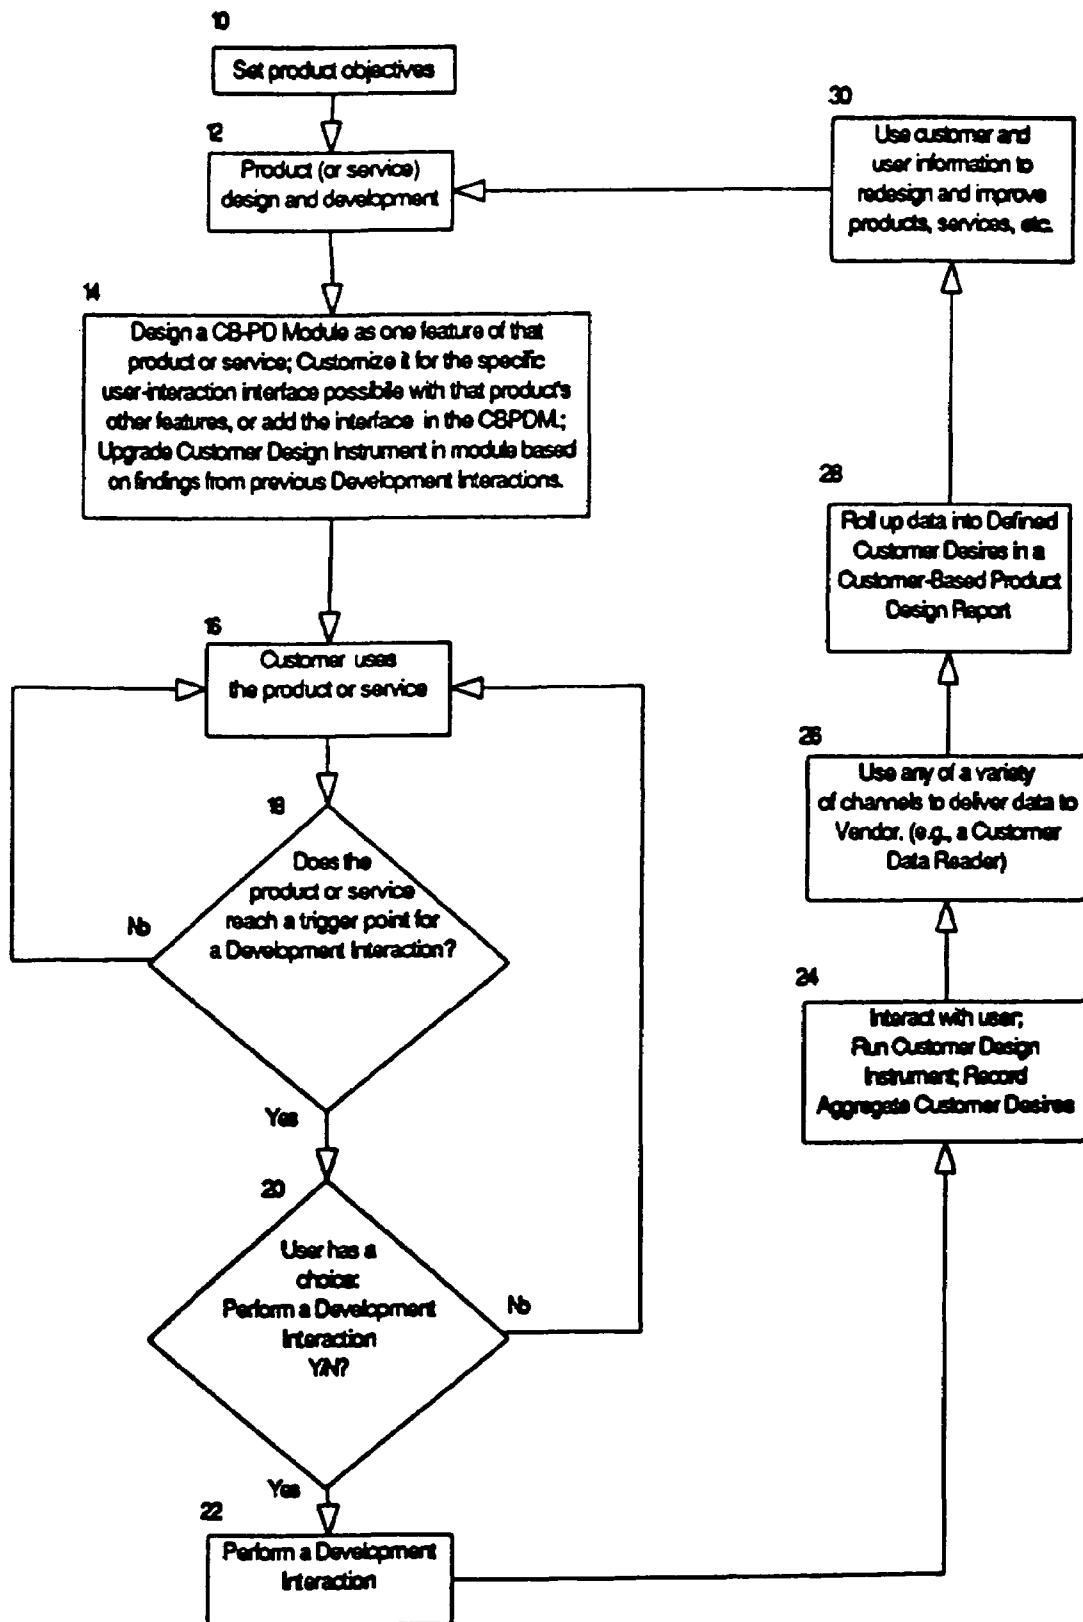 10
Set product objectives
12
Product (or service)
design and development
14
Design a CB-PD Module as one feature of that
product or service; Customize it for the specific
user-interaction interface possibile with that product's
other features, or add the interface in the CBPDM.;
Upgrade Customer Design Instrument in module based
on findings from previous Development Interactions.
16
Customer uses
the product or service
18
Does the
product or service
reach a trigger point for
a Development Interaction?
No
Yes
20
User has a
choice:
Perform a Development
Interaction
Y/N?
No
Yes
22
Perform a Development
Interaction
24
Interact with user;
Run Customer Design
Instrument; Record
Aggregate Customer Desires
26
Use any of a variety
of channels to deliver data to
Vendor. (e.g., a Customer
Data Reader)
28
Roll up data into Defined
Customer Desires in a
Customer-Based Product
Design Report
30
Use customer and
user information to
redesign and improve
products, services, etc.